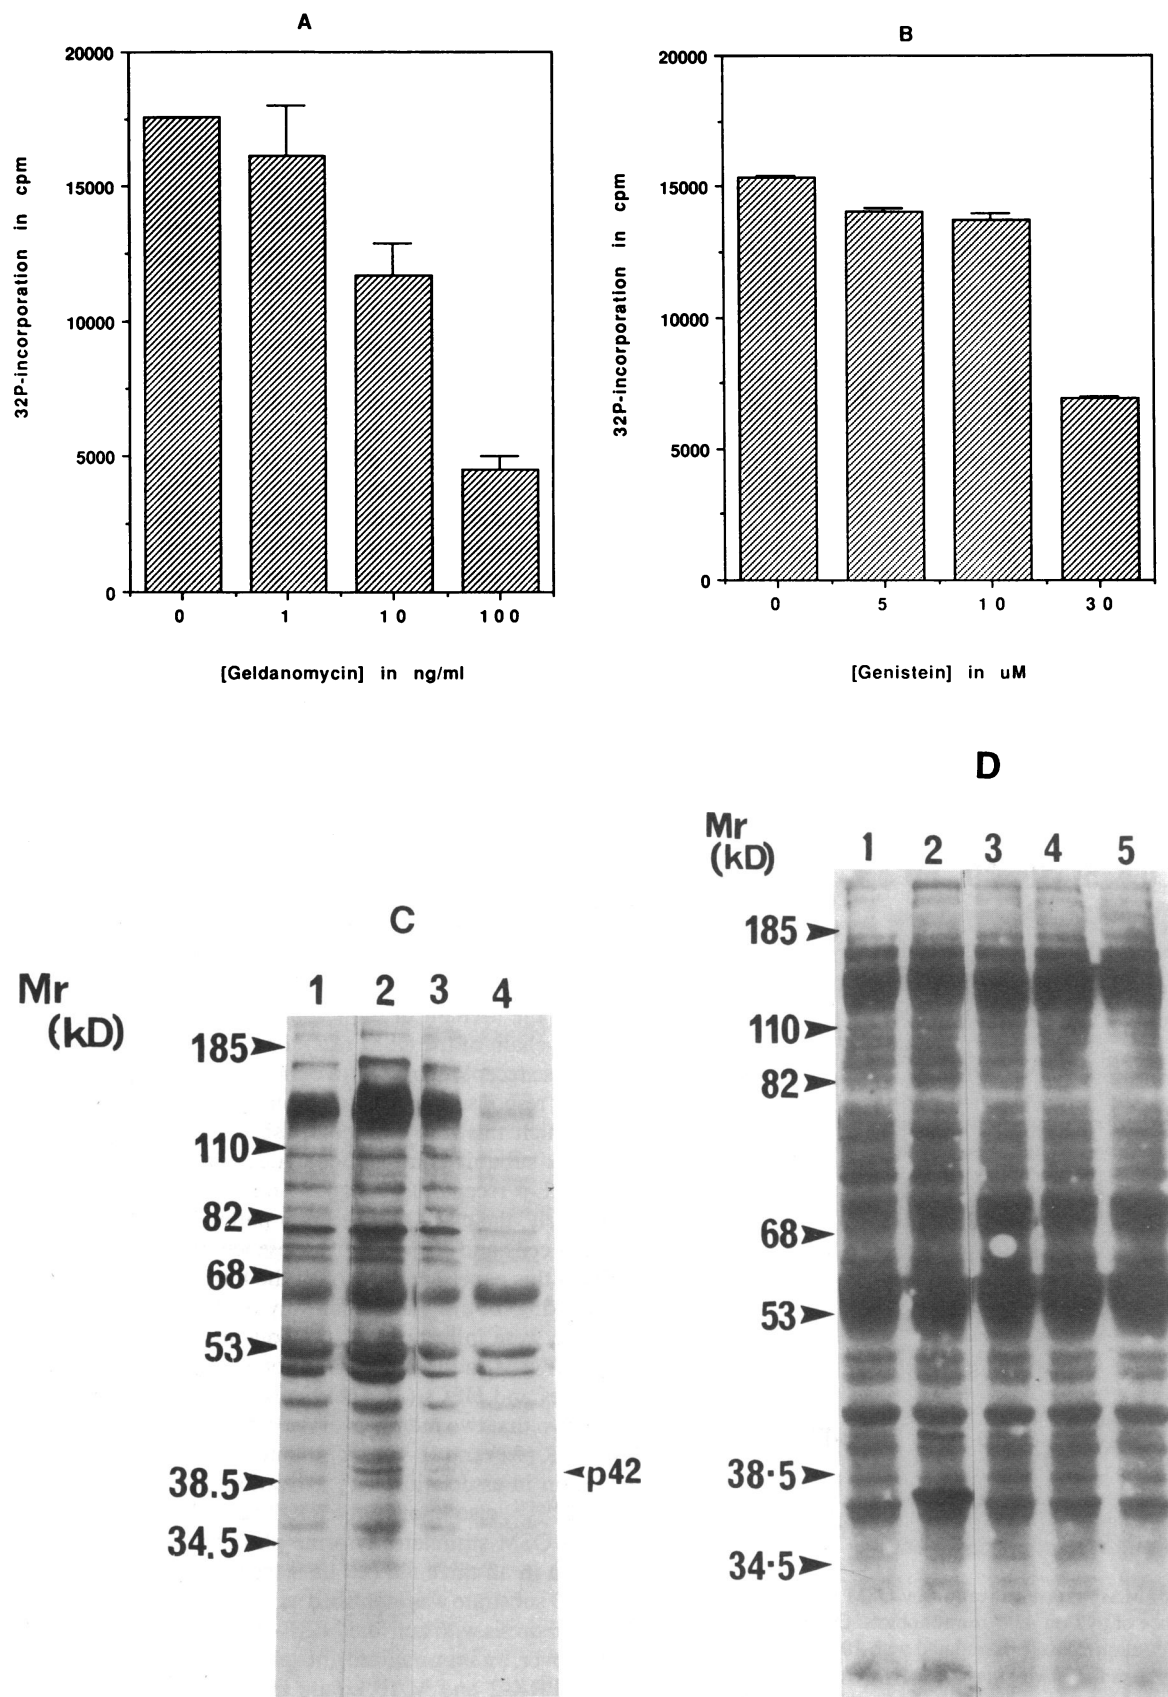 A
20000
15000
10000
5000
0
32P-incorporation in cpm
0 1 10 100
[Geldanomycin] in ng/ml
B
20000
15000
10000
5000
0
32P-incorporation in cpm
0 5 10 30
[Genistein] in uM
C
Mr
(kD)
1 2 3 4
185
110
82
68
53
38.5
34.5
p42
D
Mr
(kD)
1 2 3 4 5
185
110
82
68
53
38·5
34·5